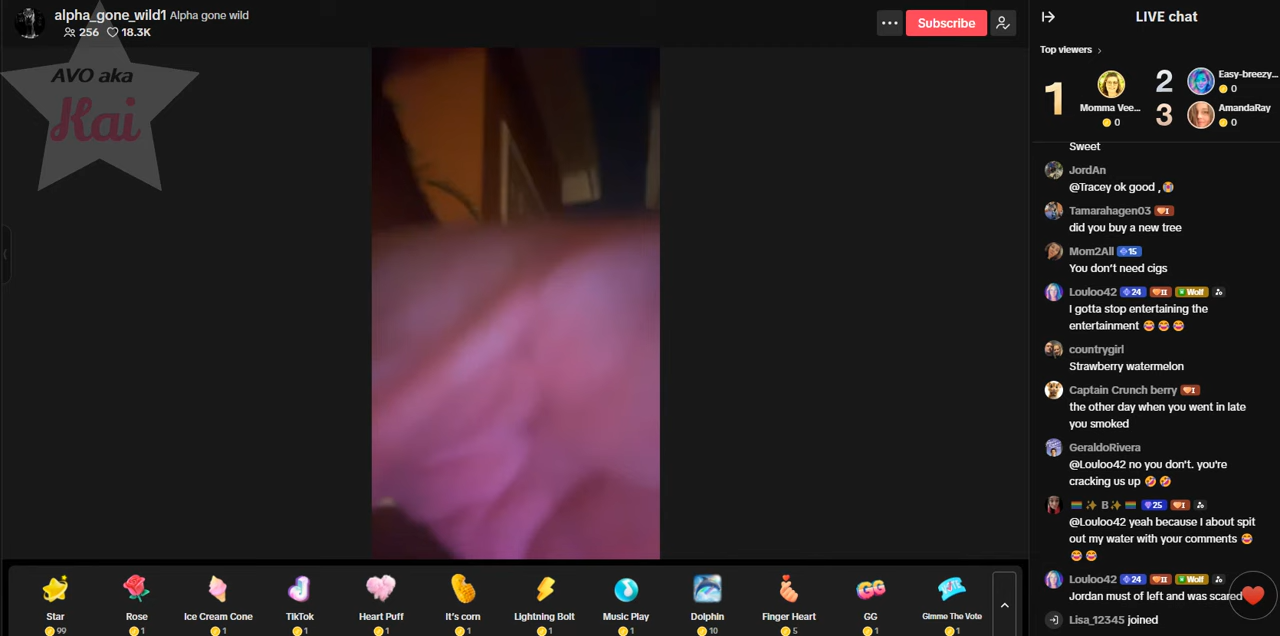 alpha_gone_wild1 Alpha gone wild
256 18.3K
Subscribe
AVO aka
Kai
LIVE chat
Top viewers
1
Momma Vee...
0
2
Easy-breezy...
0
3
AmandaRay
0
Sweet
JordAn
@Tracey ok good ,
Tamarahagen03 I
did you buy a new tree
Mom2All 15
You don't need cigs
Louloo42 24 II Wolf
I gotta stop entertaining the
entertainment 😂 😂 😂
countrygirl
Strawberry watermelon
Captain Crunch berry I
the other day when you went in late
you smoked
GeraldoRivera
@Louloo42 no you don't. you're
cracking us up 🤣 🤣
✨ B✨ 25 I
@Louloo42 yeah because I about spit
out my water with your comments 😂
😂 😂
Louloo42 24 II Wolf
Jordan must of left and was scared
Lisa_12345 joined
Star
99
Rose
1
Ice Cream Cone
1
TikTok
1
Heart Puff
1
It's corn
1
Lightning Bolt
1
Music Play
1
Dolphin
10
Finger Heart
5
GG
1
Gimme The Vote
1